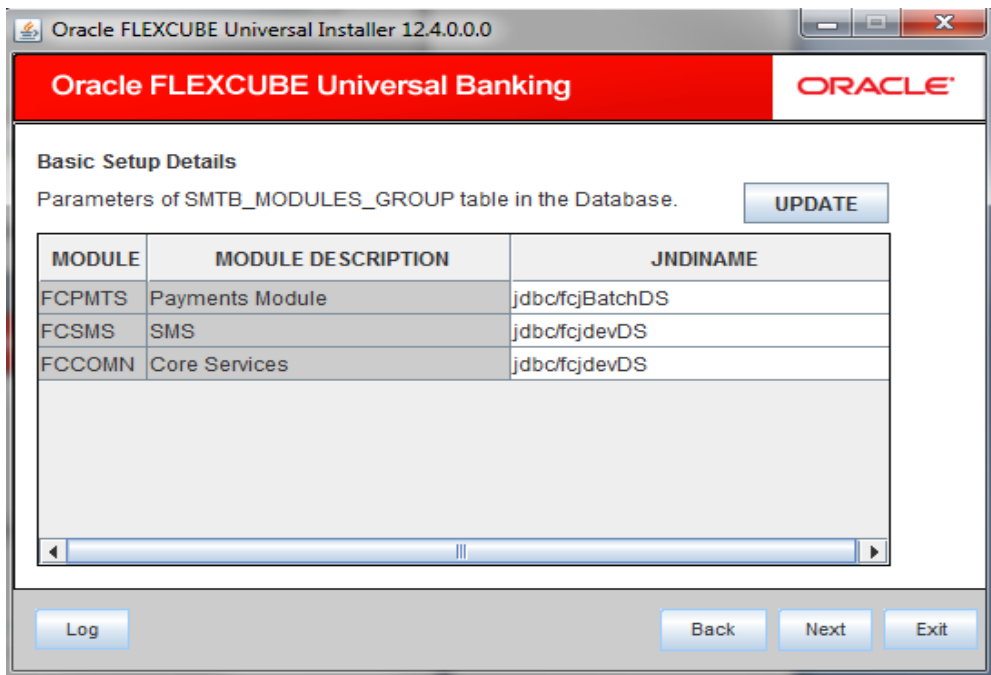 Oracle FLEXCUBE Universal Installer 12.4.0.0.0
Oracle FLEXCUBE Universal Banking
ORACLE
Basic Setup Details
Parameters of SMTB_MODULES_GROUP table in the Database.
UPDATE
MODULE MODULE DESCRIPTION JNDINAME
FCPMTS Payments Module jdbc/fcjBatchDS
FCSMS SMS jdbc/fcjdevDS
FCCOMN Core Services jdbc/fcjdevDS
Log Back Next Exit